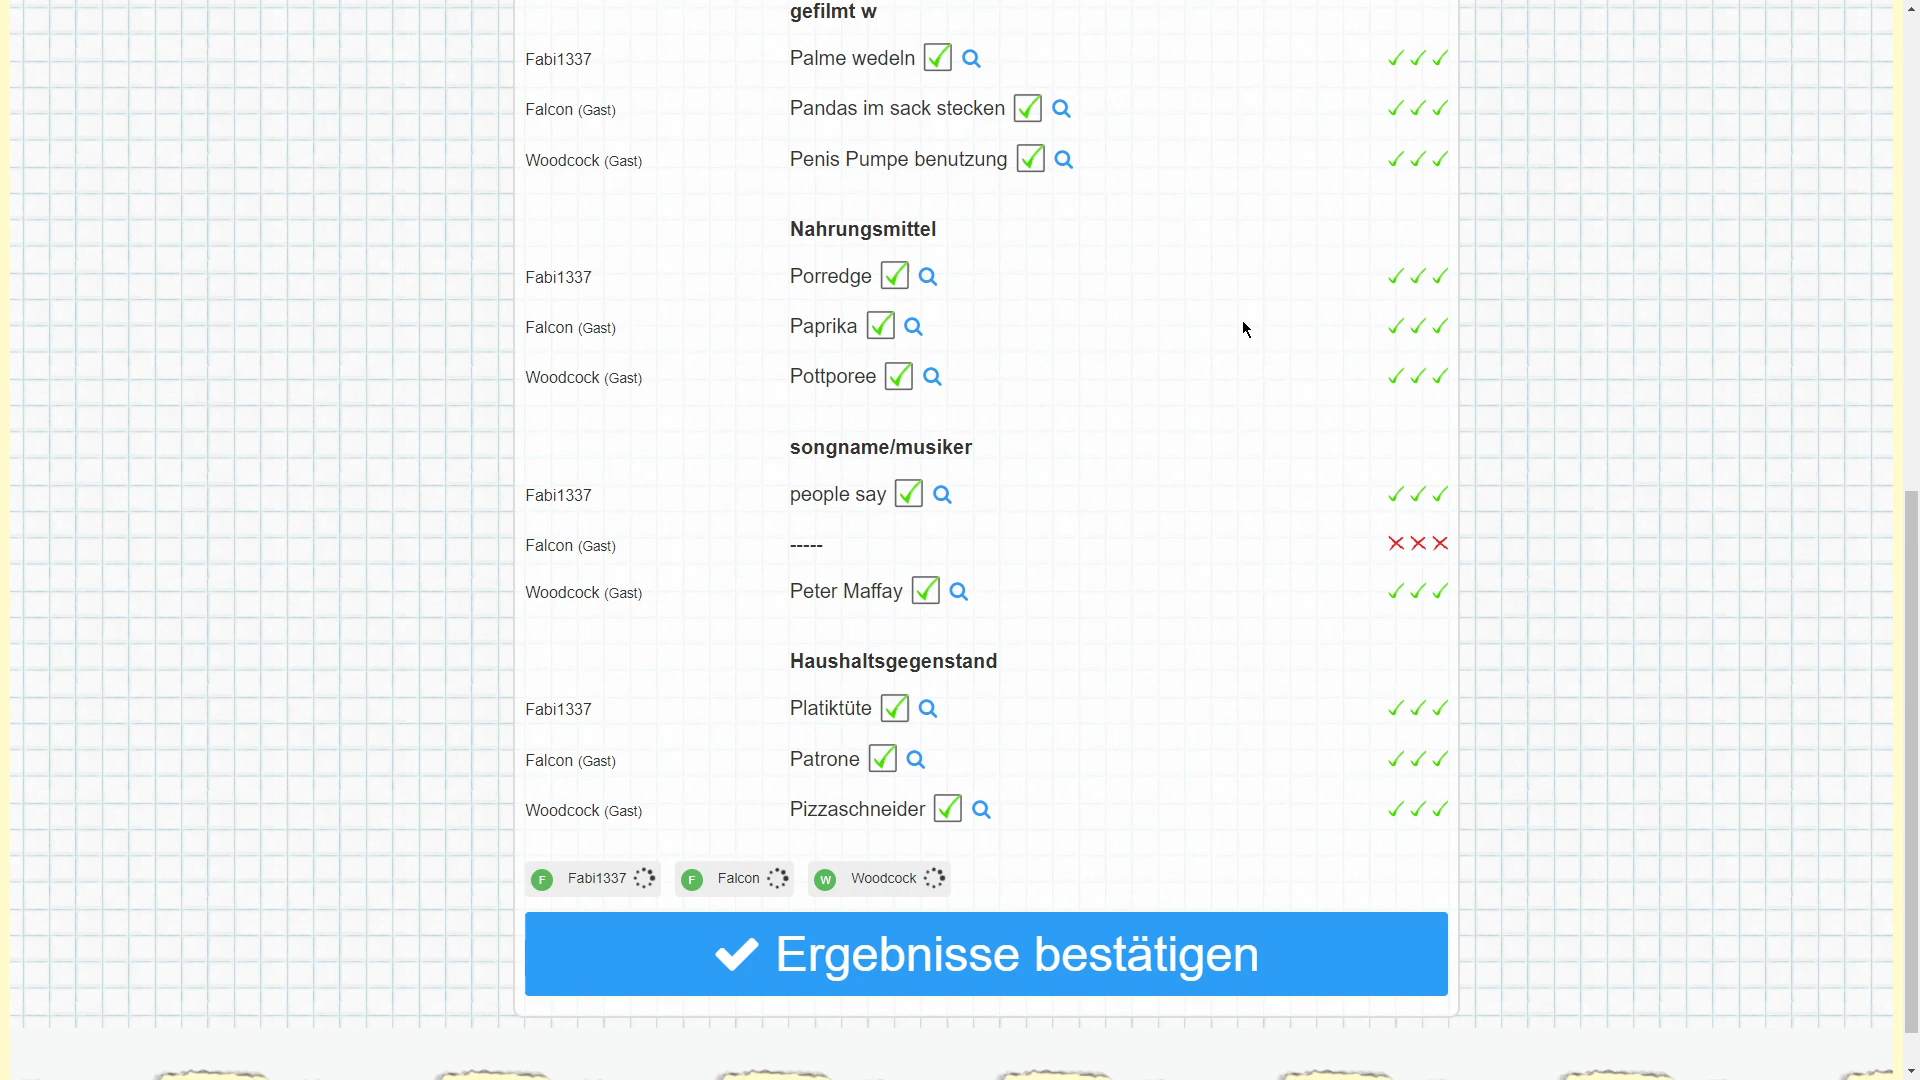 gefilmt w
Fabi1337 Palme wedeln
Falcon (Gast) Pandas im sack stecken
Woodcock (Gast) Penis Pumpe benutzung
Nahrungsmittel
Fabi1337 Porredge
Falcon (Gast) Paprika
Woodcock (Gast) Pottporee
songname/musiker
Fabi1337 people say
Falcon (Gast) -----
Woodcock (Gast) Peter Maffay
Haushaltsgegenstand
Fabi1337 Platiktüte
Falcon (Gast) Patrone
Woodcock (Gast) Pizzaschneider
F Fabi1337 F Falcon W Woodcock
Ergebnisse bestätigen